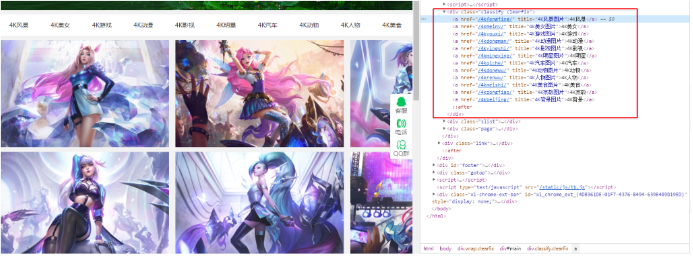 4K风景 4K美女 4K游戏 4K动漫 4K影视 4K明星 4K汽车 4K动物 4K人物 4K美食
客服
电话
QQ群
<script>…</script>
<div class="classify clearfix">
<a href="/4kfengjing/" title="4K风景图片">4K风景</a> == $0
<a href="/4kmeinv/" title="4K美女图片">4K美女</a>
<a href="/4kyouxi/" title="4K游戏图片">4K游戏</a>
<a href="/4kdongman/" title="4K动漫图片">4K动漫</a>
<a href="/4kyingshi/" title="4K影视图片">4K影视</a>
<a href="/4kmingxing/" title="4K明星图片">4K明星</a>
<a href="/4kqiche/" title="4K汽车图片">4K汽车</a>
<a href="/4kdongwu/" title="4K动物图片">4K动物</a>
<a href="/4krenwu/" title="4K人物图片">4K人物</a>
<a href="/4kmeishi/" title="4K美食图片">4K美食</a>
<a href="/4kzongjiao/" title="4K宗教图片">4K宗教</a>
<a href="/4kbeijing/" title="4K背景图片">4K背景</a>
::after
</div>
<div class="slist">…</div>
<div class="page">…</div>
</div>
<div class="link">…</div>
::after
</div>
<div id="footer">…</div>
<div class="gotop">…</div>
<script>…</script>
<script type="text/javascript" src="/static/js/tb.js"></script>
style="display: none;">…</div>
</body>
</html>
html body div.wrap.clearfix div#main div.classify.clearfix a